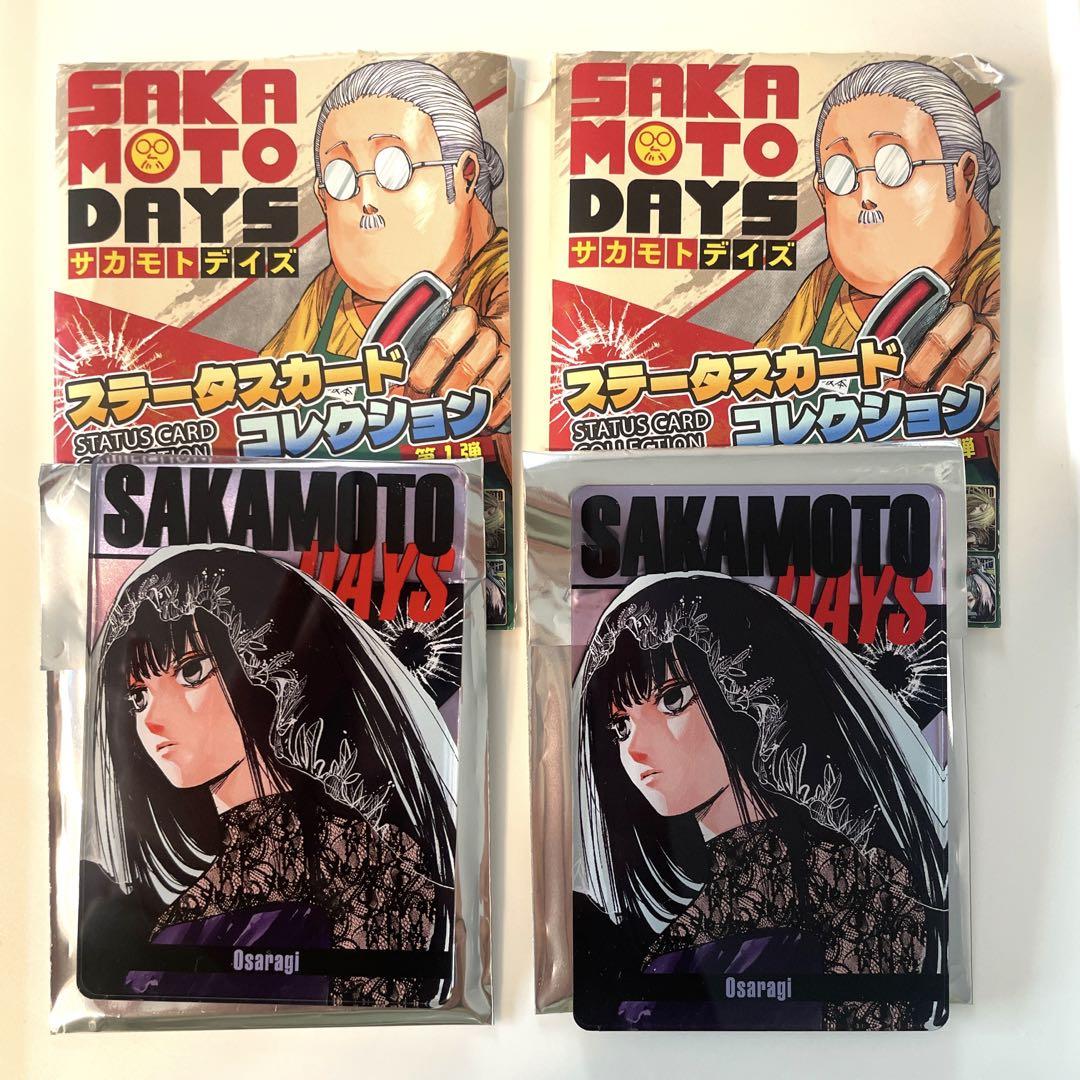 SAKA
MOTO
DAYS
サカモトデイズ
ステータスカード
コレクション
STATUS CARD
COLLECTION
第1弾
SAKA
MOTO
DAYS
サカモトデイズ
ステータスカード
コレクション
STATUS CARD
COLLECTION
弾
SAKAMOTO
DAYS
Osaragi
SAKAMOTO
DAYS
Osaragi